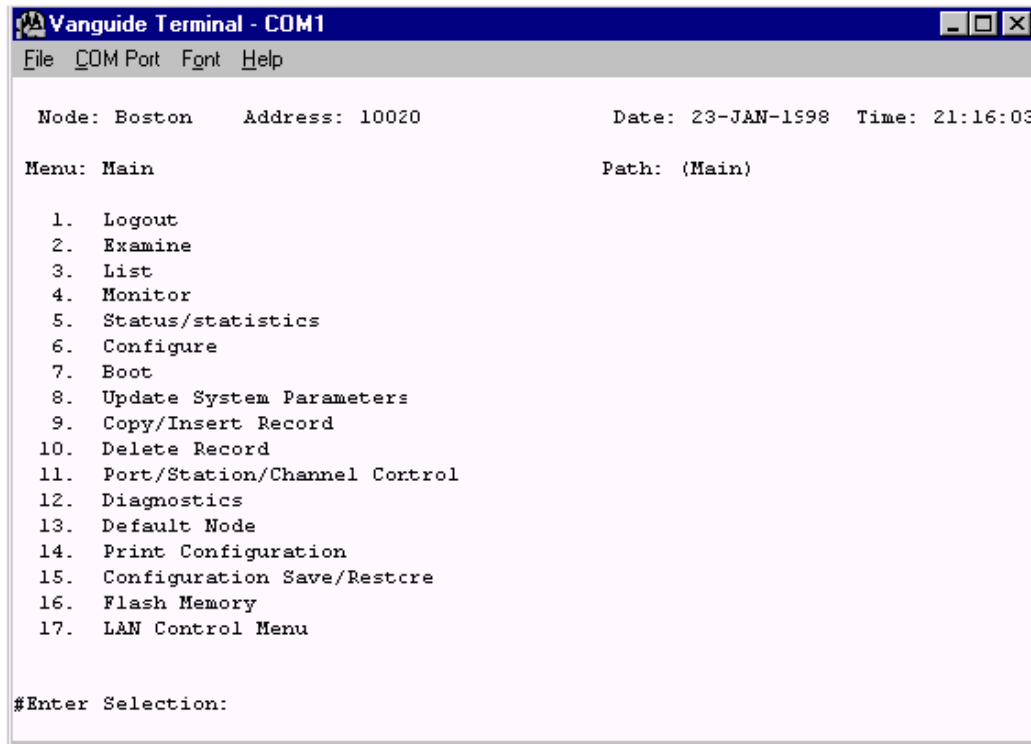 Vanguide Terminal - COM1
File COM Port Font Help
Node: Boston Address: 10020 Date: 23-JAN-1998 Time: 21:16:03
Menu: Main Path: (Main)
1. Logout
2. Examine
3. List
4. Monitor
5. Status/statistics
6. Configure
7. Boot
8. Update System Parameters
9. Copy/Insert Record
10. Delete Record
11. Port/Station/Channel Control
12. Diagnostics
13. Default Node
14. Print Configuration
15. Configuration Save/Restore
16. Flash Memory
17. LAN Control Menu
#Enter Selection: